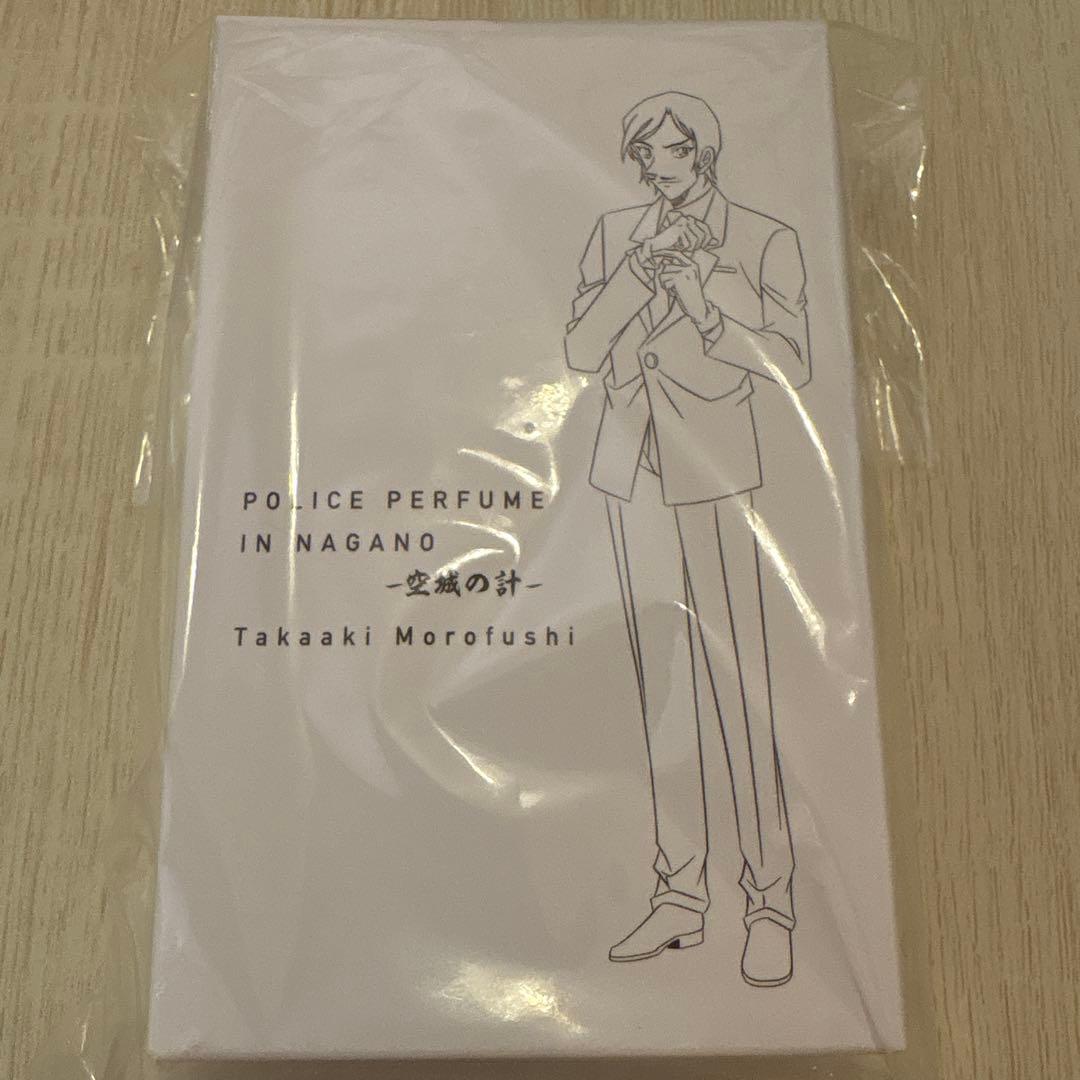 POLICE PERFUME
IN NAGANO
-空城の計-
Takaaki Morofushi